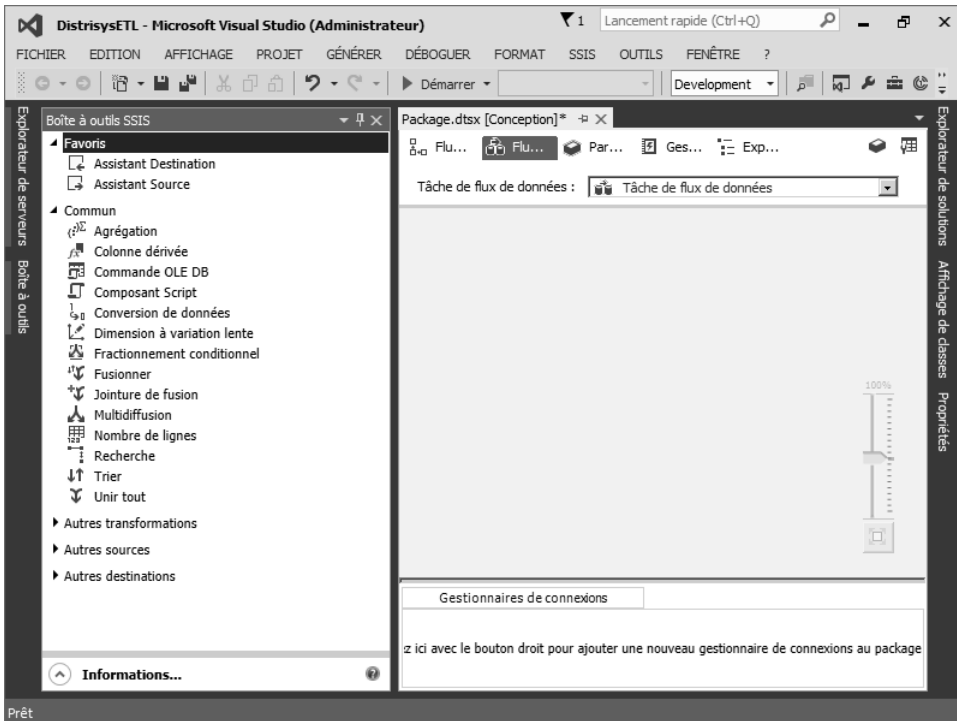 DistrisysETL - Microsoft Visual Studio (Administrateur)
1
Lancement rapide (Ctrl+Q)
FICHIER EDITION AFFICHAGE PROJET GÉNÉRER DÉBOGUER FORMAT SSIS OUTILS FENÊTRE ?
Démarrer
Development
Explorateur de serveurs
Boîte à outils
Boîte à outils SSIS
Favoris
Assistant Destination
Assistant Source
Commun
Agrégation
Colonne dérivée
Commande OLE DB
Composant Script
Conversion de données
Dimension à variation lente
Fractionnement conditionnel
Fusionner
Jointure de fusion
Multidiffusion
Nombre de lignes
Recherche
Trier
Unir tout
Autres transformations
Autres sources
Autres destinations
Informations...
Package.dtsx [Conception]*
Flu... Flu... Par... Ges... Exp...
Tâche de flux de données : Tâche de flux de données
100%
Gestionnaires de connexions
z ici avec le bouton droit pour ajouter une nouveau gestionnaire de connexions au package
Explorateur de solutions
Affichage de classes
Propriétés
Prêt